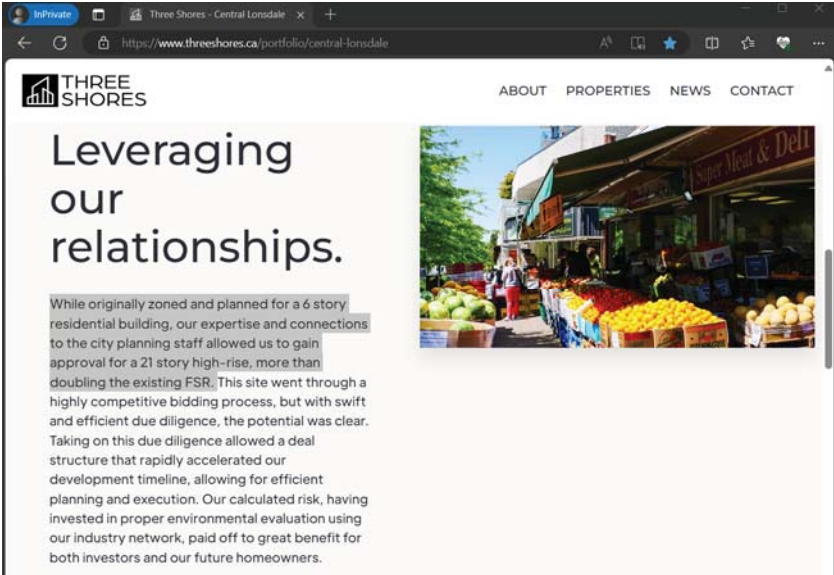 InPrivate
Three Shores - Central Lonsdale
https://www.threeshores.ca/portfolio/central-lonsdale
THREE
SHORES
ABOUT PROPERTIES NEWS CONTACT
Leveraging
our
relationships.
Super Meat & Deli
While originally zoned and planned for a 6 story
residential building, our expertise and connections
to the city planning staff allowed us to gain
approval for a 21 story high-rise, more than
doubling the existing FSR. This site went through a
highly competitive bidding process, but with swift
and efficient due diligence, the potential was clear.
Taking on this due diligence allowed a deal
structure that rapidly accelerated our
development timeline, allowing for efficient
planning and execution. Our calculated risk, having
invested in proper environmental evaluation using
our industry network, paid off to great benefit for
both investors and our future homeowners.